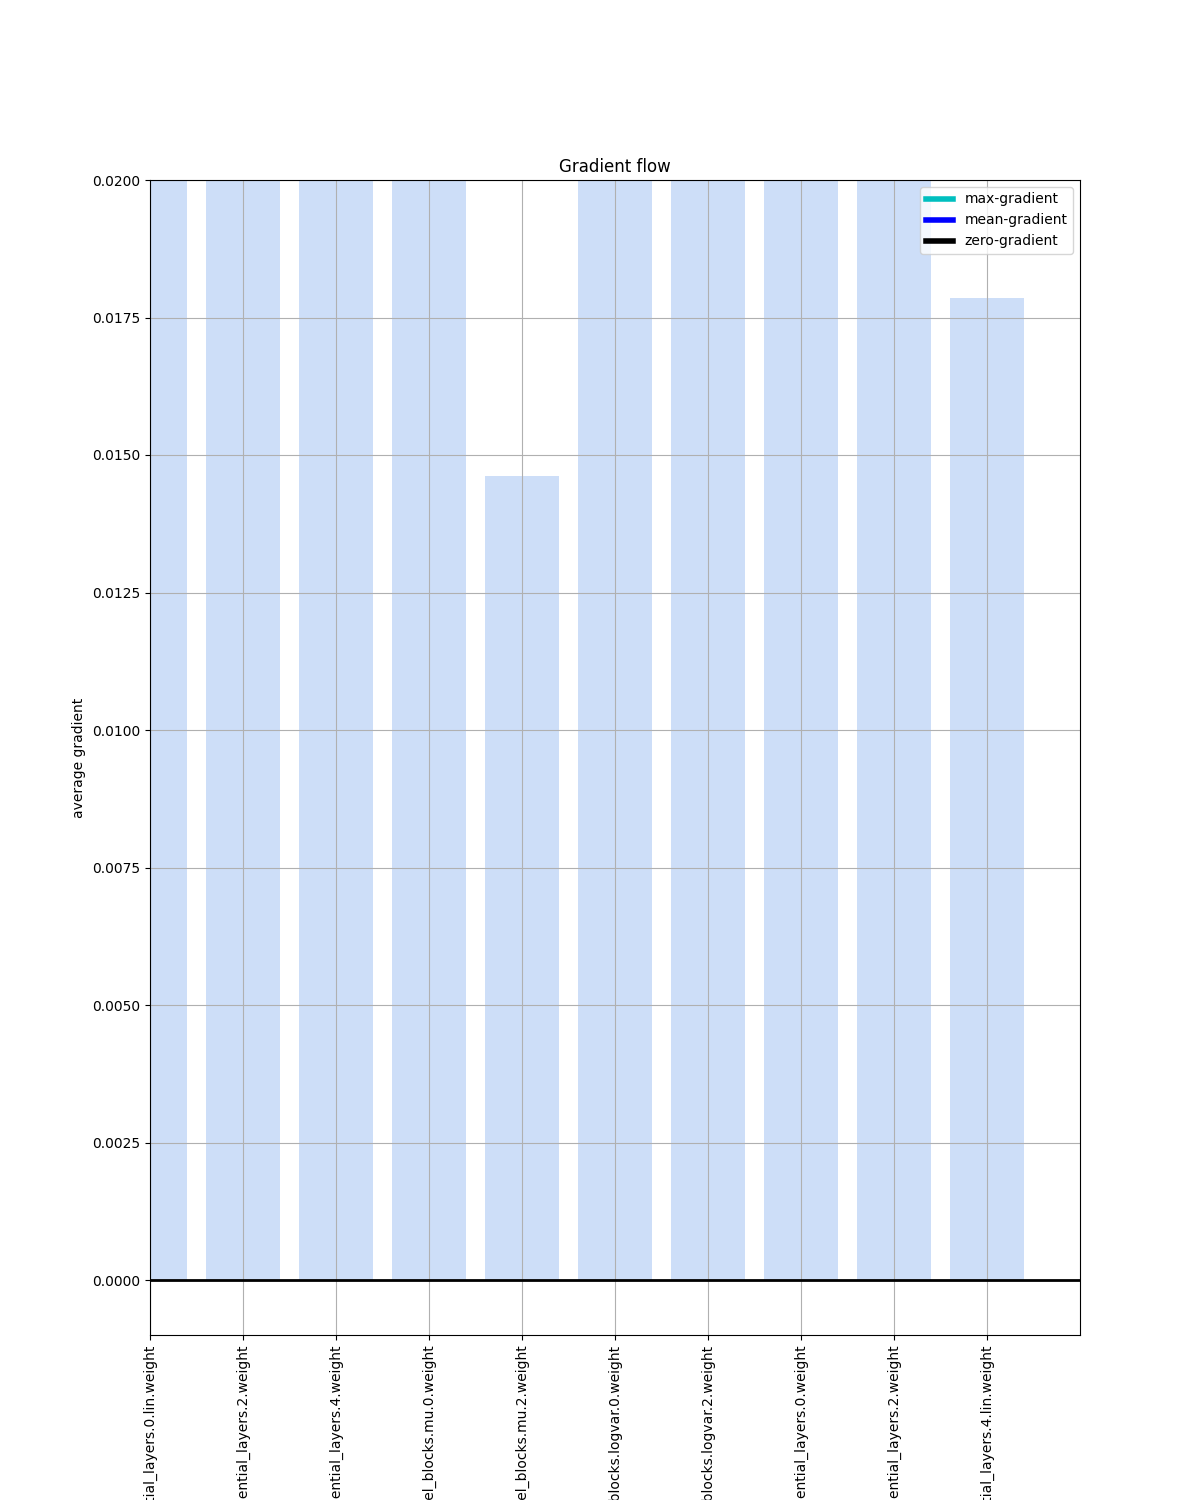 Gradient flow
max-gradient
mean-gradient
zero-gradient
0.0200
0.0175
0.0150
0.0125
0.0100
0.0075
0.0050
0.0025
0.0000
average gradient
tial_layers.0.lin.weight
ential_layers.2.weight
ential_layers.4.weight
el_blocks.mu.0.weight
el_blocks.mu.2.weight
blocks.logvar.0.weight
blocks.logvar.2.weight
ential_layers.0.weight
ential_layers.2.weight
tial_layers.4.lin.weight